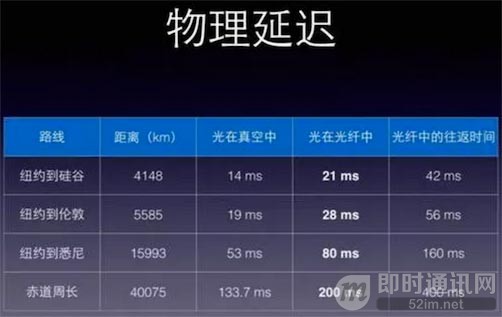 物理延迟
路线 距离（km） 光在真空中 光在光纤中 光纤中的往返时间
纽约到硅谷 4148 14 ms 21 ms 42 ms
纽约到伦敦 5585 19 ms 28 ms 56 ms
纽约到悉尼 15993 53 ms 80 ms 160 ms
赤道周长 40075 133.7 ms 200 ms 400 ms
即时通讯网
52im.net